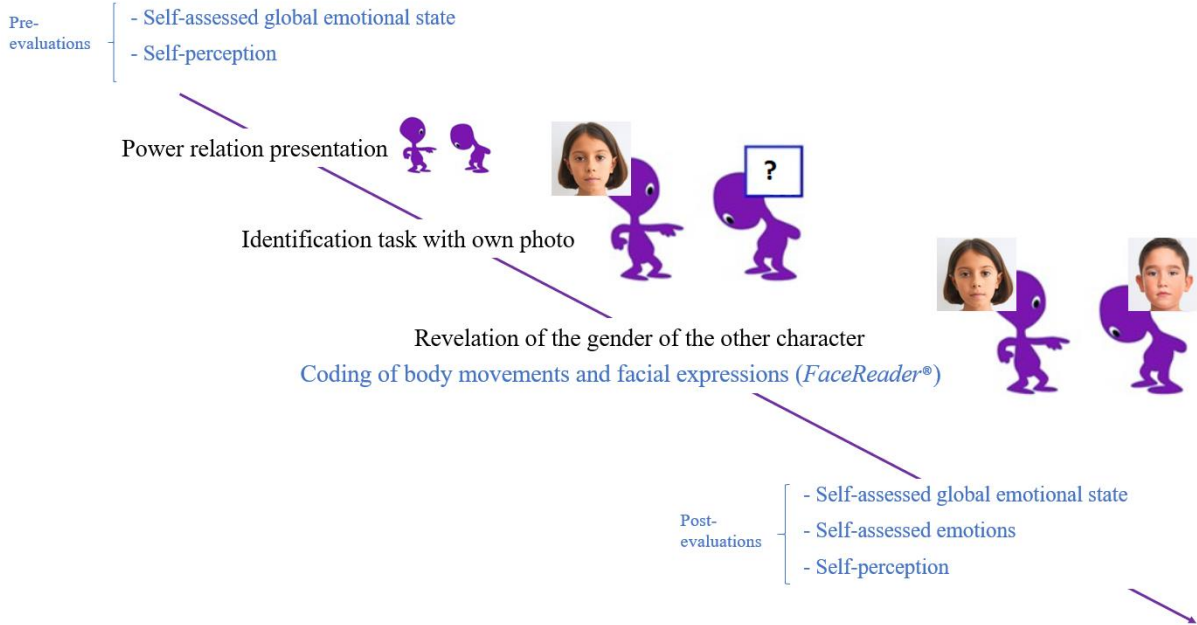 Pre-
evaluations
- Self-assessed global emotional state
- Self-perception
Power relation presentation
?
Identification task with own photo
Revelation of the gender of the other character
Coding of body movements and facial expressions (FaceReader®)
Post-
evaluations
- Self-assessed global emotional state
- Self-assessed emotions
- Self-perception